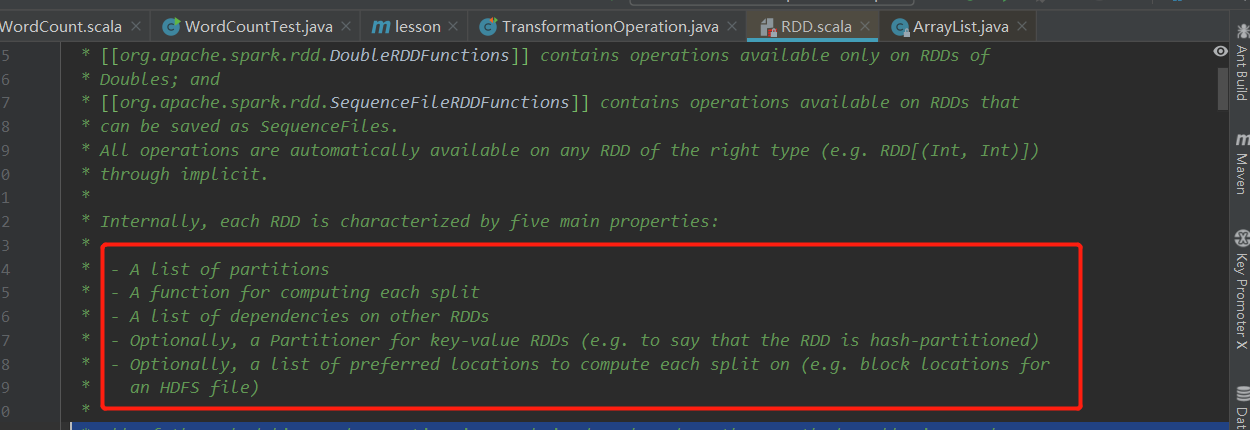 WordCount.scala × WordCountTest.java × m lesson × TransformationOperation.java × RDD.scala × ArrayList.java ×
5 * [[org.apache.spark.rdd.DoubleRDDFunctions]] contains operations available only on RDDs of
6 * Doubles; and
7 * [[org.apache.spark.rdd.SequenceFileRDDFunctions]] contains operations available on RDDs that
8 * can be saved as SequenceFiles.
9 * All operations are automatically available on any RDD of the right type (e.g. RDD[(Int, Int)])
0 * through implicit.
1 *
2 * Internally, each RDD is characterized by five main properties:
3 *
4 * - A list of partitions
5 * - A function for computing each split
6 * - A list of dependencies on other RDDs
7 * - Optionally, a Partitioner for key-value RDDs (e.g. to say that the RDD is hash-partitioned)
8 * - Optionally, a list of preferred locations to compute each split on (e.g. block locations for
9 * an HDFS file)
0 *
Ant Build
m Maven
Key Promoter X
Dat